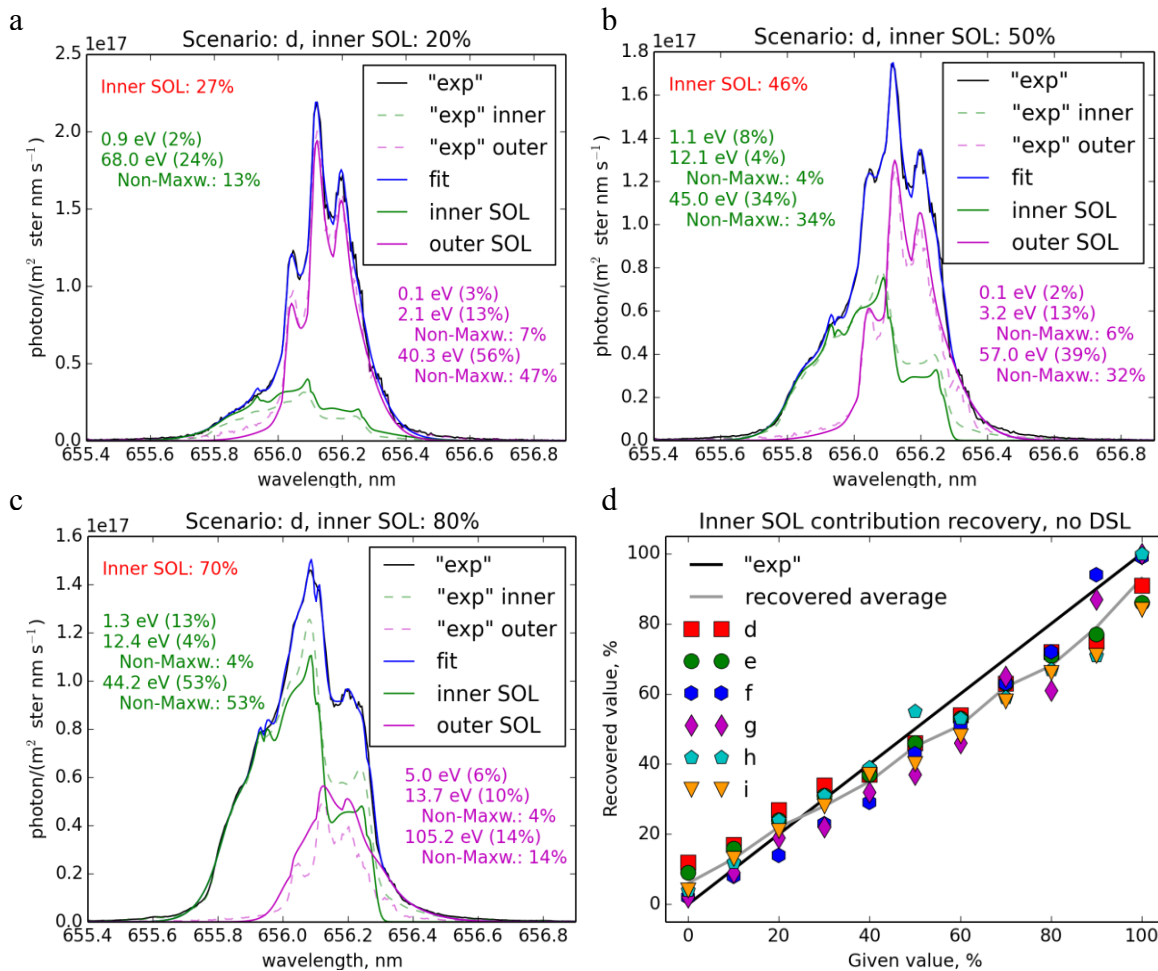 a
1e17
Scenario: d, inner SOL: 20%
Inner SOL: 27%
0.9 eV (2%)
68.0 eV (24%)
Non-Maxw.: 13%
"exp"
"exp" inner
"exp" outer
fit
inner SOL
outer SOL
0.1 eV (3%)
2.1 eV (13%)
Non-Maxw.: 7%
40.3 eV (56%)
Non-Maxw.: 47%
photon/(m² ster nm s⁻¹)
2.5
2.0
1.5
1.0
0.5
0.0
655.4 655.6 655.8 656.0 656.2 656.4 656.6 656.8
wavelength, nm
b
1e17
Scenario: d, inner SOL: 50%
Inner SOL: 46%
1.1 eV (8%)
12.1 eV (4%)
Non-Maxw.: 4%
45.0 eV (34%)
Non-Maxw.: 34%
"exp"
"exp" inner
"exp" outer
fit
inner SOL
outer SOL
0.1 eV (2%)
3.2 eV (13%)
Non-Maxw.: 6%
57.0 eV (39%)
Non-Maxw.: 32%
photon/(m² ster nm s⁻¹)
1.8
1.6
1.4
1.2
1.0
0.8
0.6
0.4
0.2
0.0
655.4 655.6 655.8 656.0 656.2 656.4 656.6 656.8
wavelength, nm
c
1e17
Scenario: d, inner SOL: 80%
Inner SOL: 70%
1.3 eV (13%)
12.4 eV (4%)
Non-Maxw.: 4%
44.2 eV (53%)
Non-Maxw.: 53%
"exp"
"exp" inner
"exp" outer
fit
inner SOL
outer SOL
5.0 eV (6%)
13.7 eV (10%)
Non-Maxw.: 4%
105.2 eV (14%)
Non-Maxw.: 14%
photon/(m² ster nm s⁻¹)
1.6
1.4
1.2
1.0
0.8
0.6
0.4
0.2
0.0
655.4 655.6 655.8 656.0 656.2 656.4 656.6 656.8
wavelength, nm
d
Inner SOL contribution recovery, no DSL
"exp"
recovered average
d
e
f
g
h
i
Recovered value, %
100
80
60
40
20
0
0 20 40 60 80 100
Given value, %